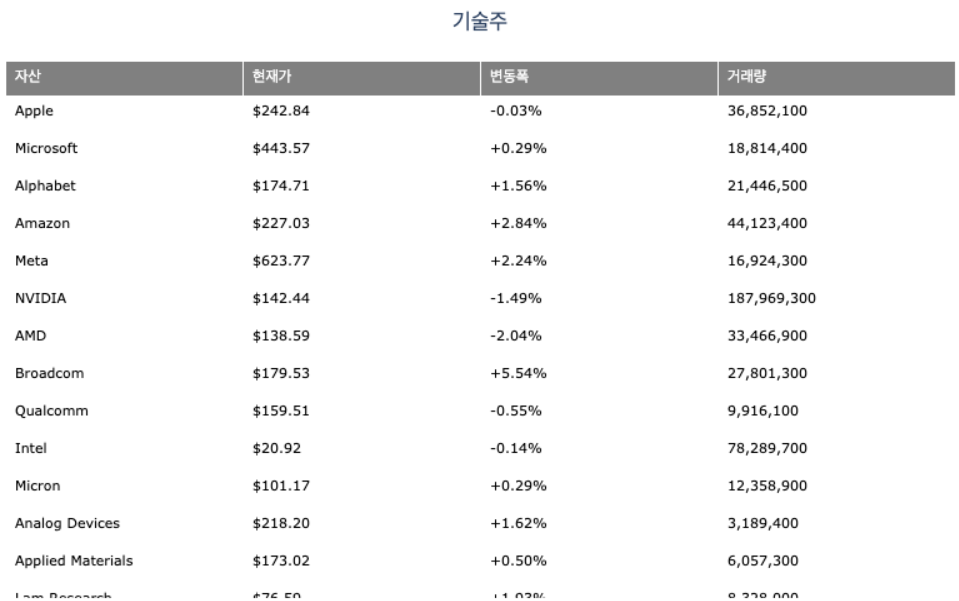 기술주
자산 현재가 변동폭 거래량
Apple $242.84 -0.03% 36,852,100
Microsoft $443.57 +0.29% 18,814,400
Alphabet $174.71 +1.56% 21,446,500
Amazon $227.03 +2.84% 44,123,400
Meta $623.77 +2.24% 16,924,300
NVIDIA $142.44 -1.49% 187,969,300
AMD $138.59 -2.04% 33,466,900
Broadcom $179.53 +5.54% 27,801,300
Qualcomm $159.51 -0.55% 9,916,100
Intel $20.92 -0.14% 78,289,700
Micron $101.17 +0.29% 12,358,900
Analog Devices $218.20 +1.62% 3,189,400
Applied Materials $173.02 +0.50% 6,057,300
Lam Research